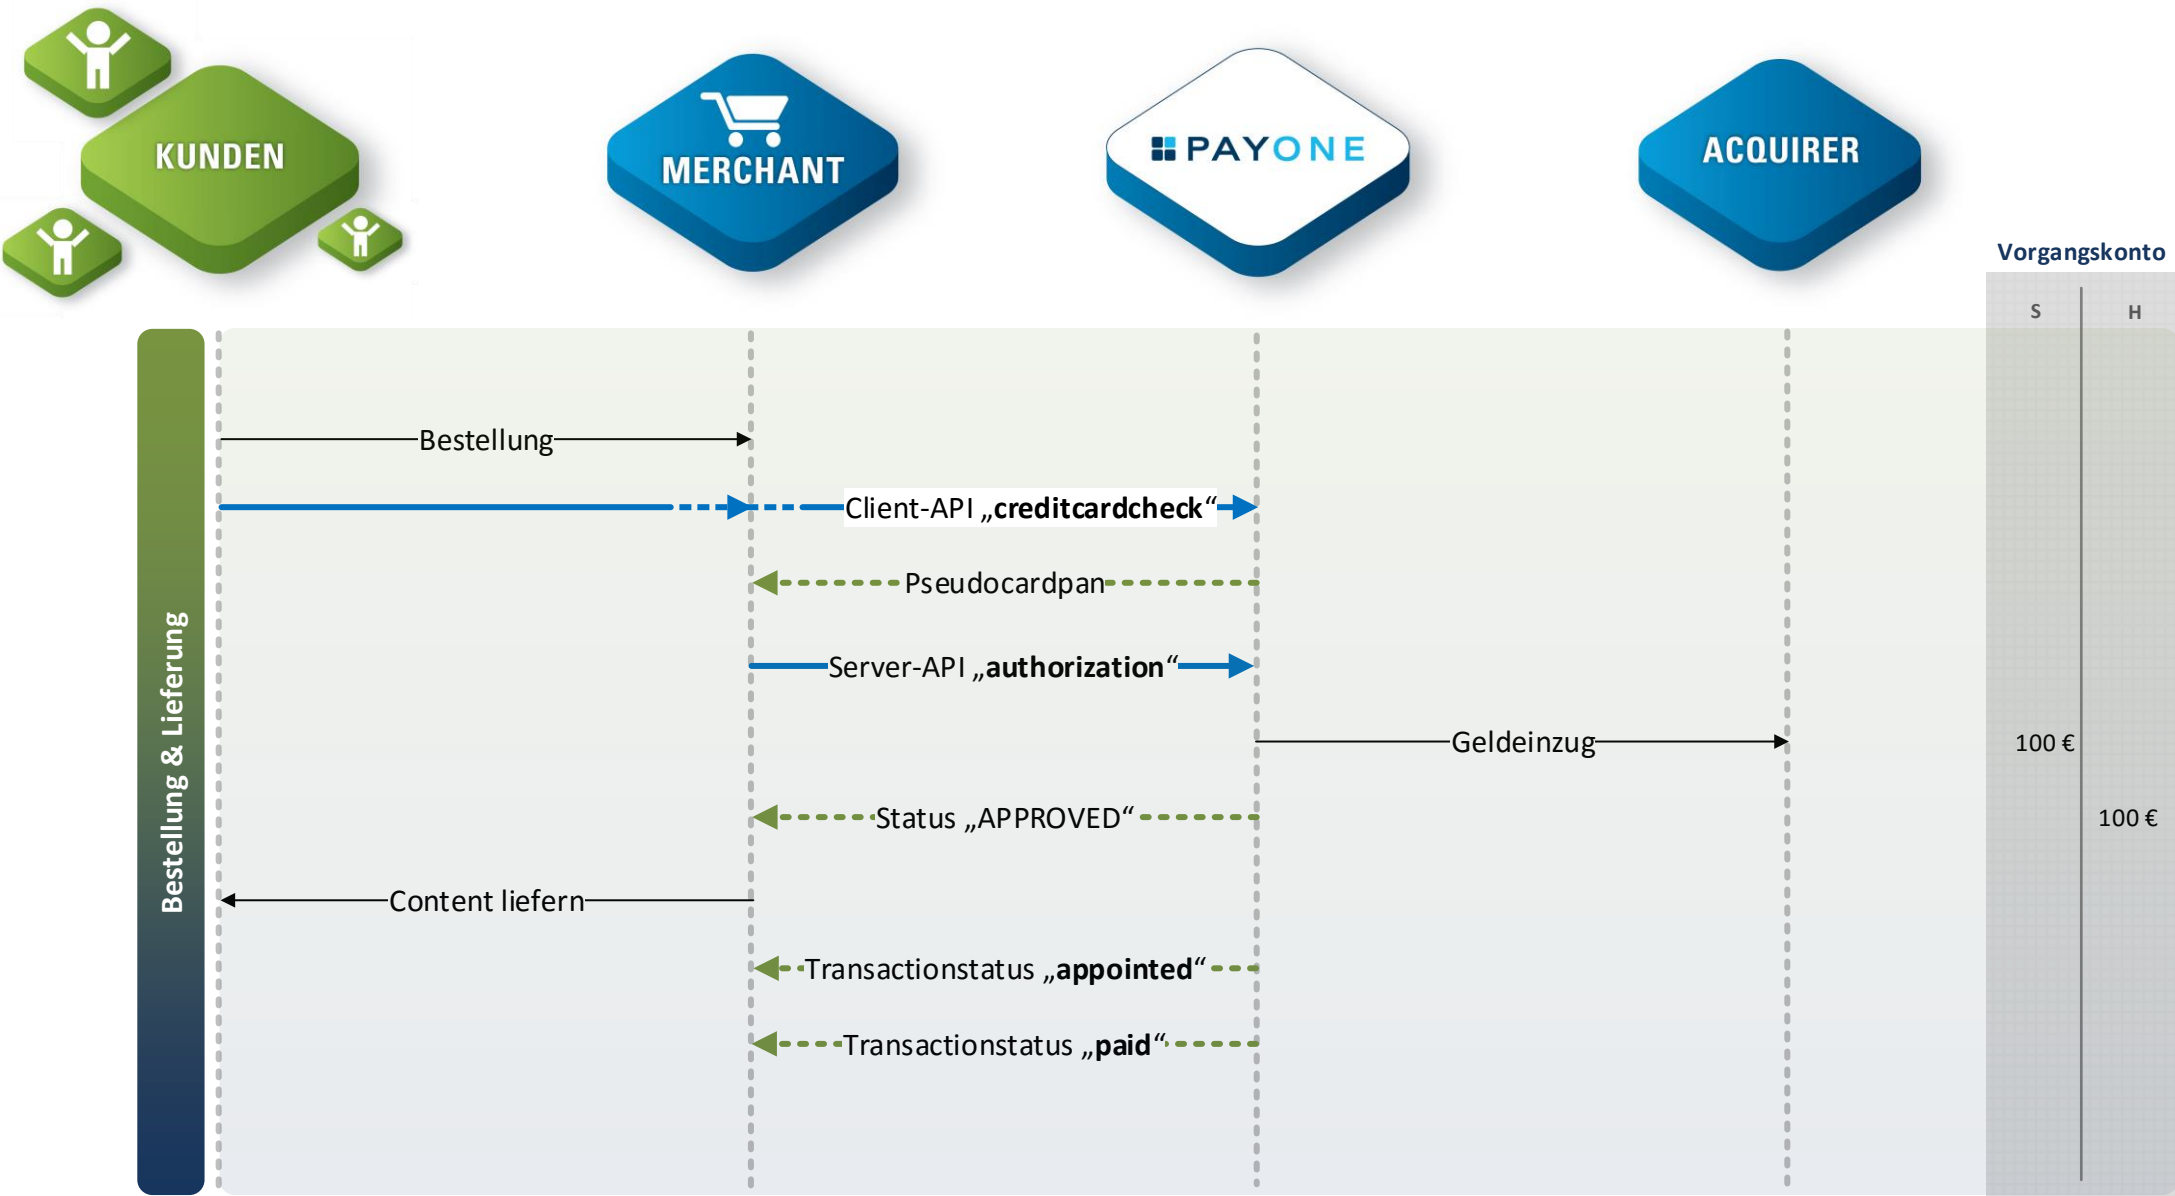 KUNDEN
MERCHANT
PAYONE
ACQUIRER
Vorgangskonto
S
H
Bestellung & Lieferung
Bestellung
Client-API „creditcardcheck“
Pseudocardpan
Server-API „authorization“
Geldeinzug
100 €
Status „APPROVED“
100 €
Content liefern
Transactionstatus „appointed“
Transactionstatus „paid“